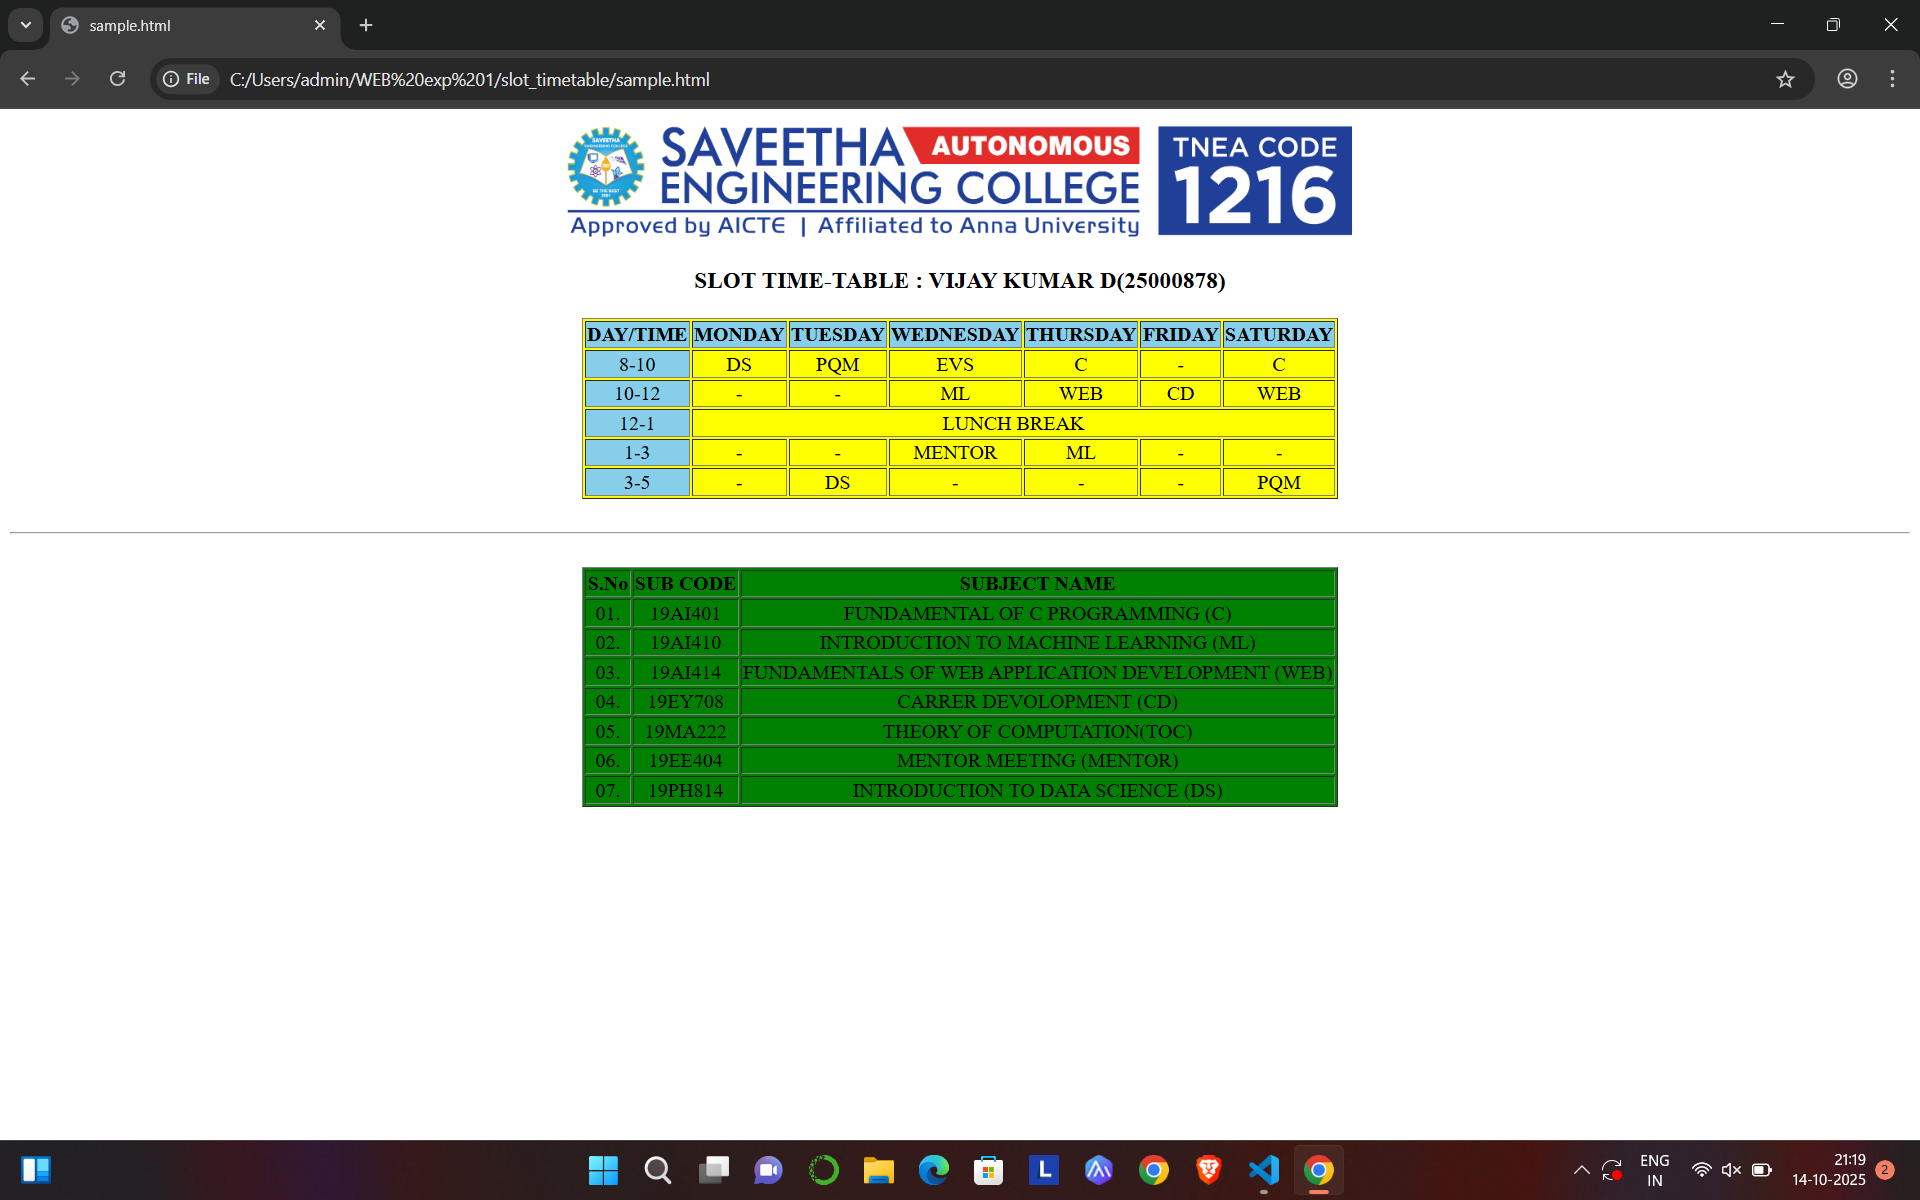 sample.html
File C:/Users/admin/WEB%20exp%201/slot_timetable/sample.html
SAVEETHA AUTONOMOUS
ENGINEERING COLLEGE
Approved by AICTE | Affiliated to Anna University
TNEA CODE
1216
SLOT TIME-TABLE : VIJAY KUMAR D(25000878)
DAY/TIME MONDAY TUESDAY WEDNESDAY THURSDAY FRIDAY SATURDAY
8-10 DS PQM EVS C - C
10-12 - - ML WEB CD WEB
12-1 LUNCH BREAK
1-3 - - MENTOR ML - -
3-5 - DS - - - PQM
S.No SUB CODE SUBJECT NAME
01. 19AI401 FUNDAMENTAL OF C PROGRAMMING (C)
02. 19AI410 INTRODUCTION TO MACHINE LEARNING (ML)
03. 19AI414 FUNDAMENTALS OF WEB APPLICATION DEVELOPMENT (WEB)
04. 19EY708 CARRER DEVOLOPMENT (CD)
05. 19MA222 THEORY OF COMPUTATION(TOC)
06. 19EE404 MENTOR MEETING (MENTOR)
07. 19PH814 INTRODUCTION TO DATA SCIENCE (DS)
L
ENG
IN
21:19
14-10-2025
2